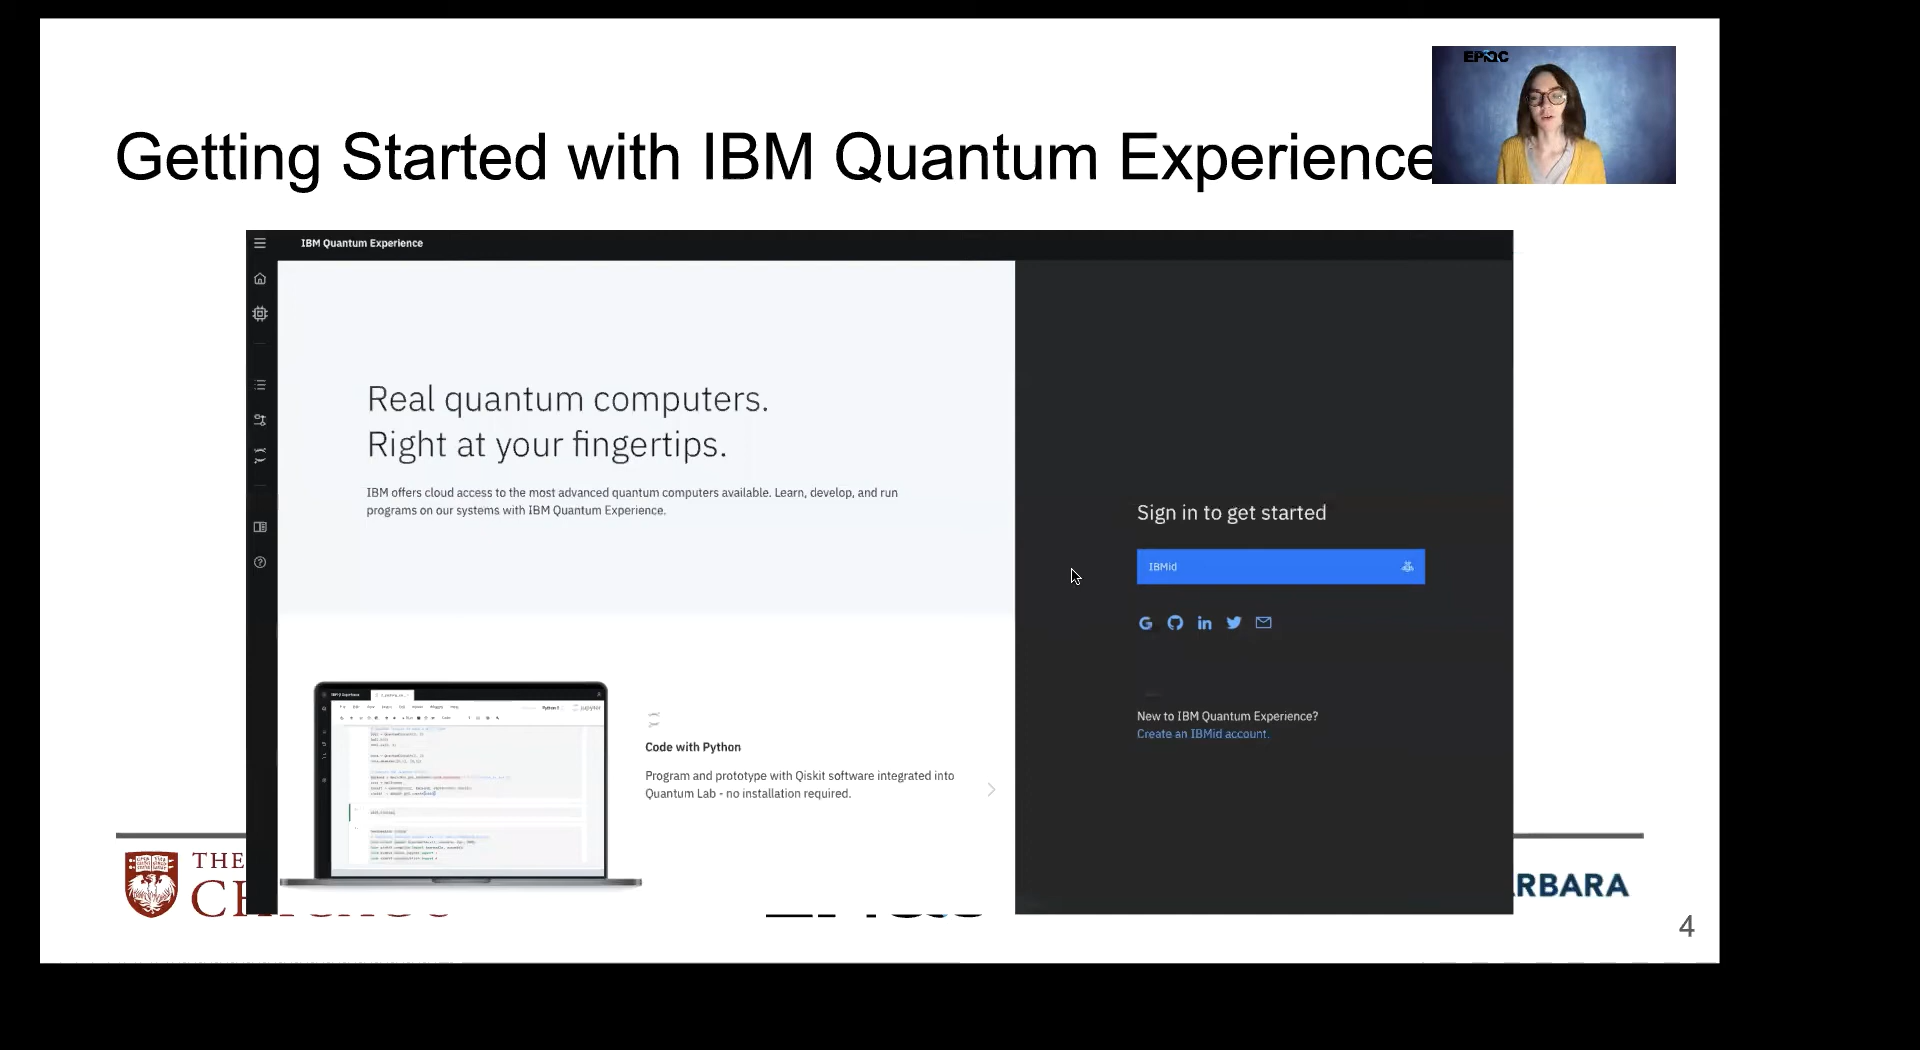 EPiQC
Getting Started with IBM Quantum Experience
IBM Quantum Experience
Real quantum computers.
Right at your fingertips.
IBM offers cloud access to the most advanced quantum computers available. Learn, develop, and run
programs on our systems with IBM Quantum Experience.
Sign in to get started
IBMid
New to IBM Quantum Experience?
Create an IBMid account.
Code with Python
Program and prototype with Qiskit software integrated into
Quantum Lab - no installation required.
THE
RBARA
4